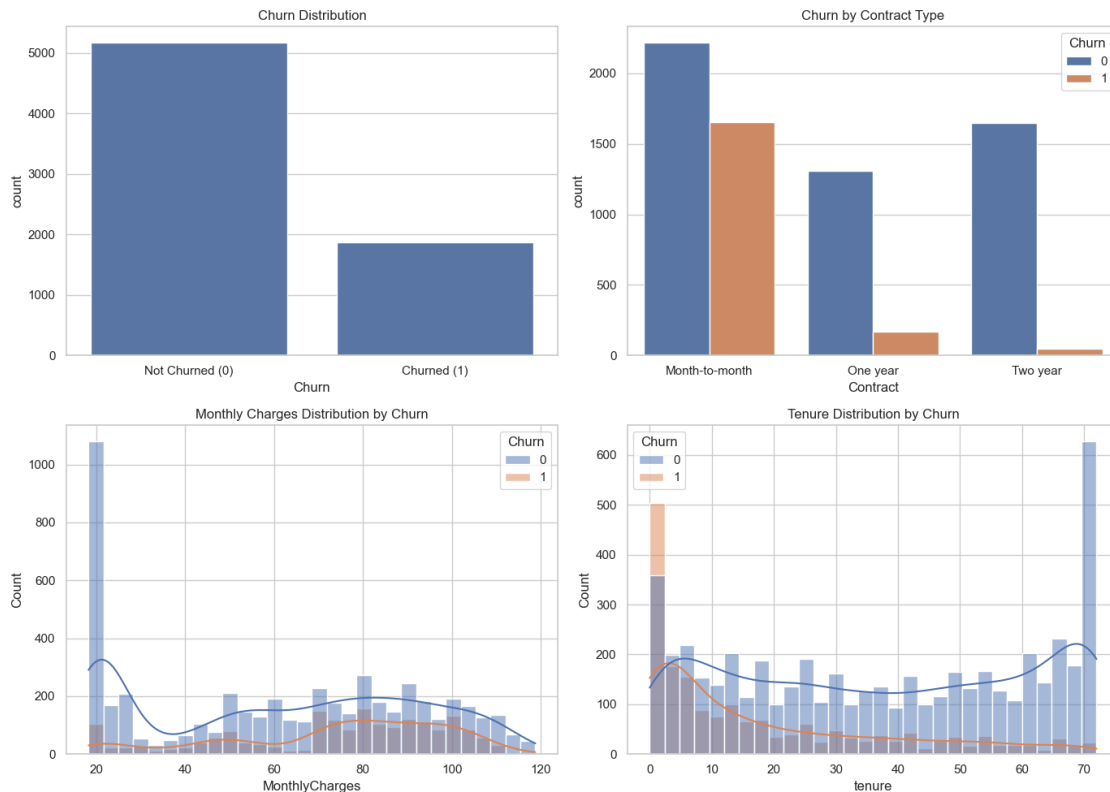 Churn Distribution
count
5000
4000
3000
2000
1000
0
Not Churned (0)
Churned (1)
Churn
Churn by Contract Type
count
2000
1500
1000
500
0
Churn
0
1
Month-to-month
One year
Two year
Contract
Monthly Charges Distribution by Churn
Count
1000
800
600
400
200
0
Churn
0
1
20
40
60
80
100
120
MonthlyCharges
Tenure Distribution by Churn
Count
600
500
400
300
200
100
0
Churn
0
1
0
10
20
30
40
50
60
70
tenure